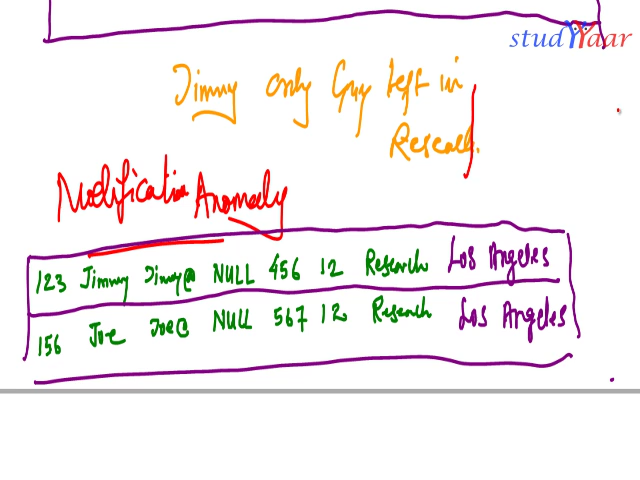 studYYaar
Jimmy only Guy Left in
Research.
Modification Anomaly
123 Jimmy Jimmy@ NULL 456 12 Research Los Angeles
156 Joe Joe@ NULL 567 12 Research Los Angeles